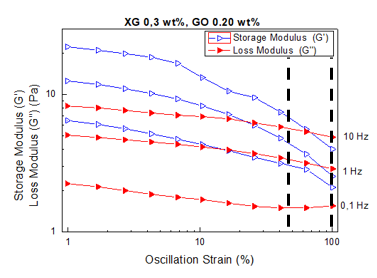 XG 0,3 wt%, GO 0.20 wt%
Storage Modulus (G')
Loss Modulus (G'')
Storage Modulus (G')
Loss Modulus (G'') (Pa)
10
1
10 Hz
1 Hz
0,1 Hz
1
10
100
Oscillation Strain (%)